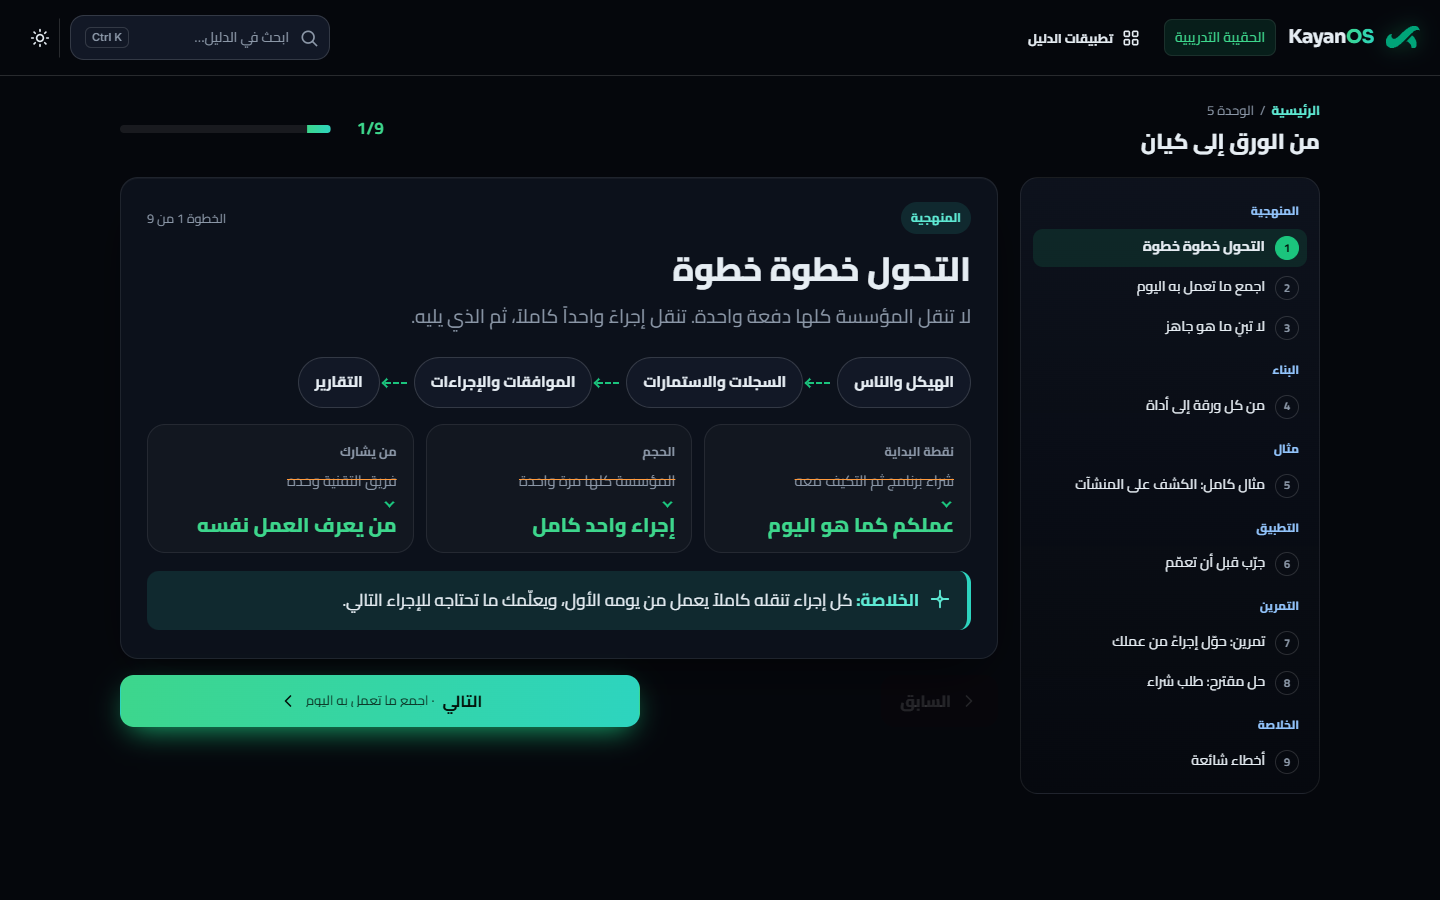 KayanOS
الحقيبة التدريبية
تطبيقات الدليل
ابحث في الدليل...
Ctrl K
الرئيسية / الوحدة 5
من الورق إلى كيان
1/9
المنهجية
1 التحول خطوة خطوة
2 اجمع ما تعمل به اليوم
3 لا تبنِ ما هو جاهز
البناء
4 من كل ورقة إلى أداة
مثال
5 مثال كامل: الكشف على المنشآت
التطبيق
6 جرّب قبل أن تعمّم
التمرين
7 تمرين: حوّل إجراءً من عملك
8 حل مقترح: طلب شراء
الخلاصة
9 أخطاء شائعة
المنهجية
الخطوة 1 من 9
التحول خطوة خطوة
لا تنقل المؤسسة كلها دفعة واحدة. تنقل إجراءً واحداً كاملاً، ثم الذي يليه.
الهيكل والناس
السجلات والاستمارات
الموافقات والإجراءات
التقارير
نقطة البداية
شراء برنامج ثم التكيف معه
عملكم كما هو اليوم
الحجم
المؤسسة كلها مرة واحدة
إجراء واحد كامل
من يشارك
فريق التقنية وحده
من يعرف العمل نفسه
الخلاصة: كل إجراء تنقله كاملاً يعمل من يومه الأول، ويعلّمك ما تحتاجه للإجراء التالي.
السابق
التالي · اجمع ما تعمل به اليوم